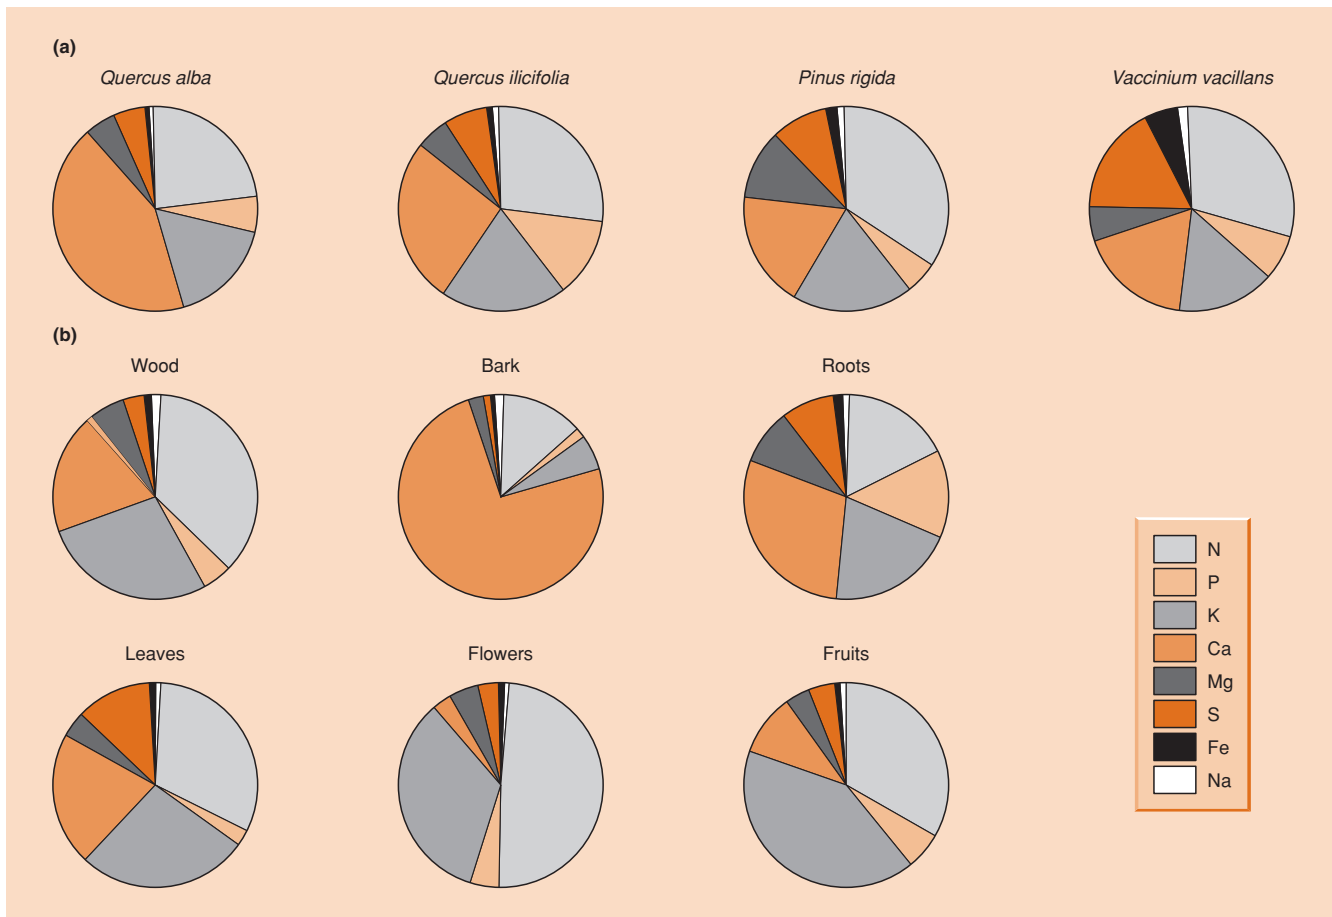 (a)
Quercus alba
Quercus ilicifolia
Pinus rigida
Vaccinium vacillans
(b)
Wood
Bark
Roots
Leaves
Flowers
Fruits
N
P
K
Ca
Mg
S
Fe
Na